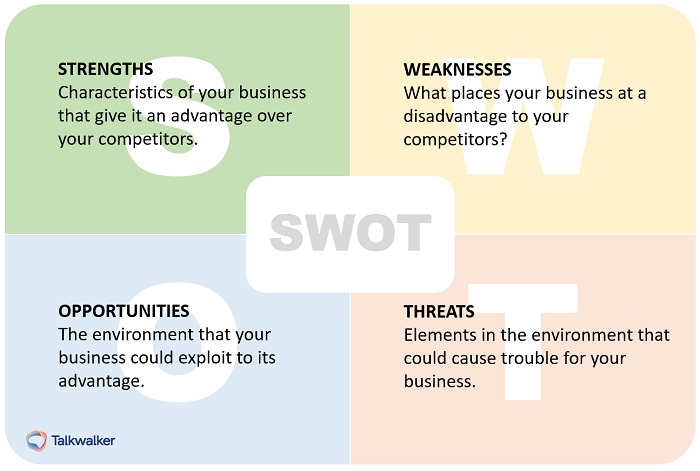 S
STRENGTHS
Characteristics of your business
that give it an advantage over
your competitors.
W
WEAKNESSES
What places your business at a
disadvantage to your
competitors?
SWOT
O
OPPORTUNITIES
The environment that your
business could exploit to its
advantage.
T
THREATS
Elements in the environment that
could cause trouble for your
business.
Talkwalker